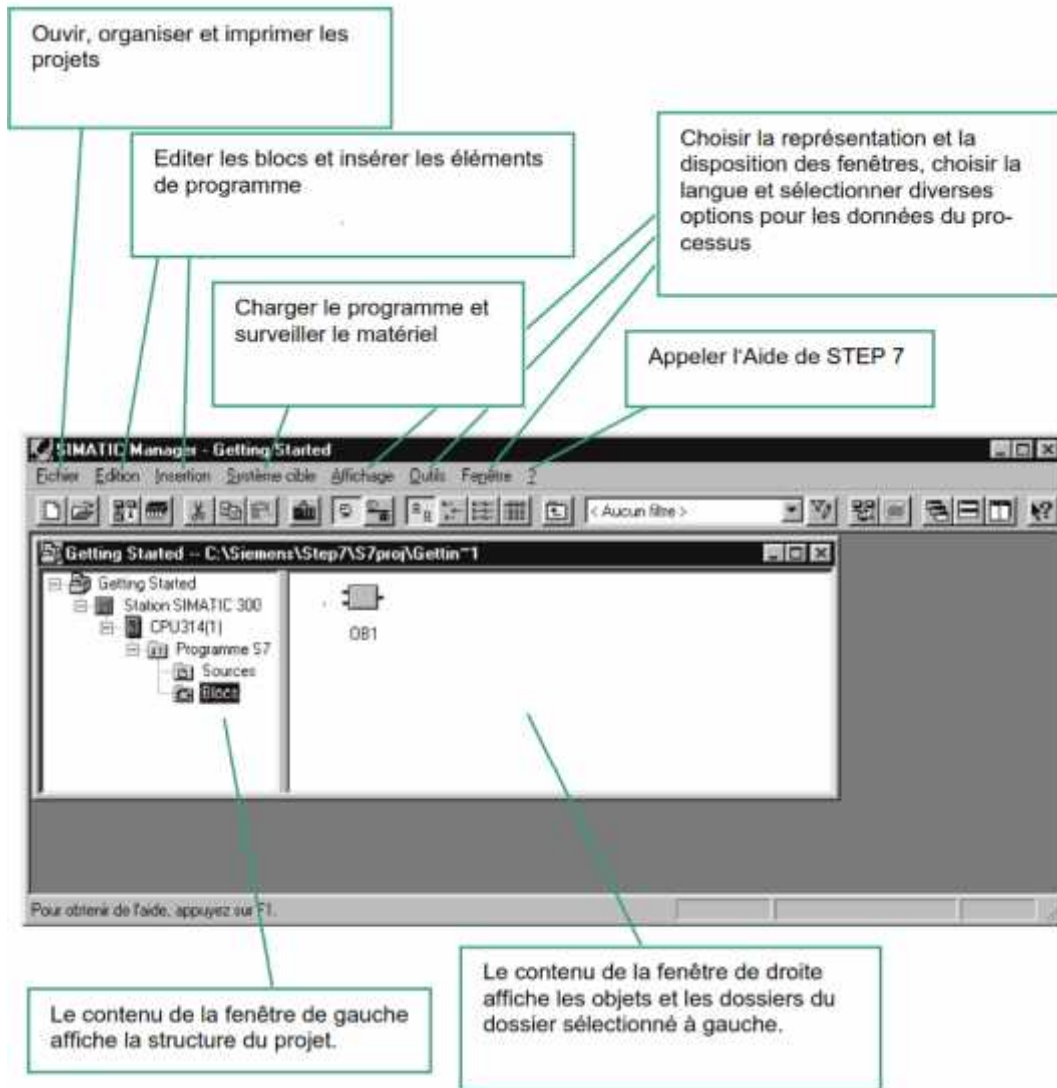 Ouvir, organiser et imprimer les
projets
Editer les blocs et insérer les éléments
de programme
Choisir la représentation et la
disposition des fenêtres, choisir la
langue et sélectionner diverses
options pour les données du pro-
cessus
Charger le programme et
surveiller le matériel
Appeler l'Aide de STEP 7
SIMATIC Manager - Getting Started
Fichier Edition Insertion Système cible Affichage Outils Fenêtre ?
< Aucun filtre >
Getting Started -- C:\Siemens\Step7\S7proj\Gettin~1
Getting Started
Station SIMATIC 300
CPU314(1)
Programme S7
Sources
Blocs
OB1
Pour obtenir de l'aide, appuyez sur F1.
Le contenu de la fenêtre de gauche
affiche la structure du projet.
Le contenu de la fenêtre de droite
affiche les objets et les dossiers du
dossier sélectionné à gauche.